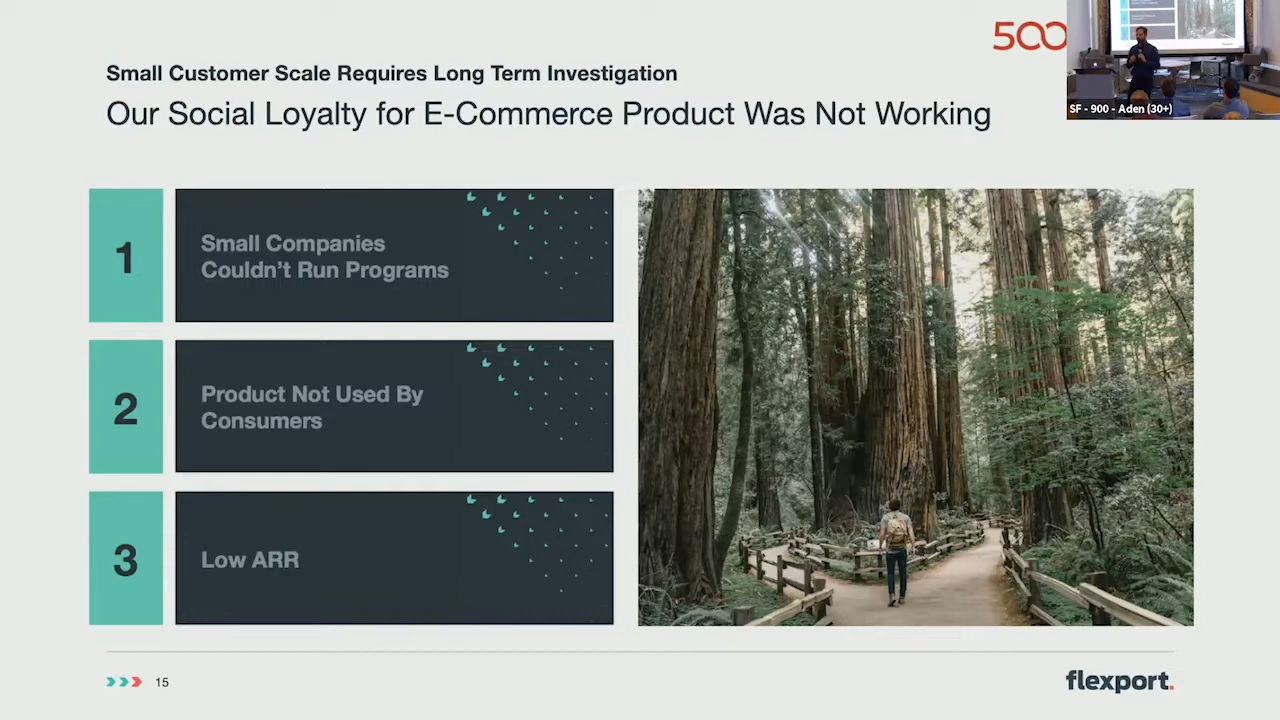 500
Small Customer Scale Requires Long Term Investigation
Our Social Loyalty for E-Commerce Product Was Not Working
SF - 900 - Aden (30+)
1
Small Companies
Couldn't Run Programs
2
Product Not Used By
Consumers
3
Low ARR
15
flexport.